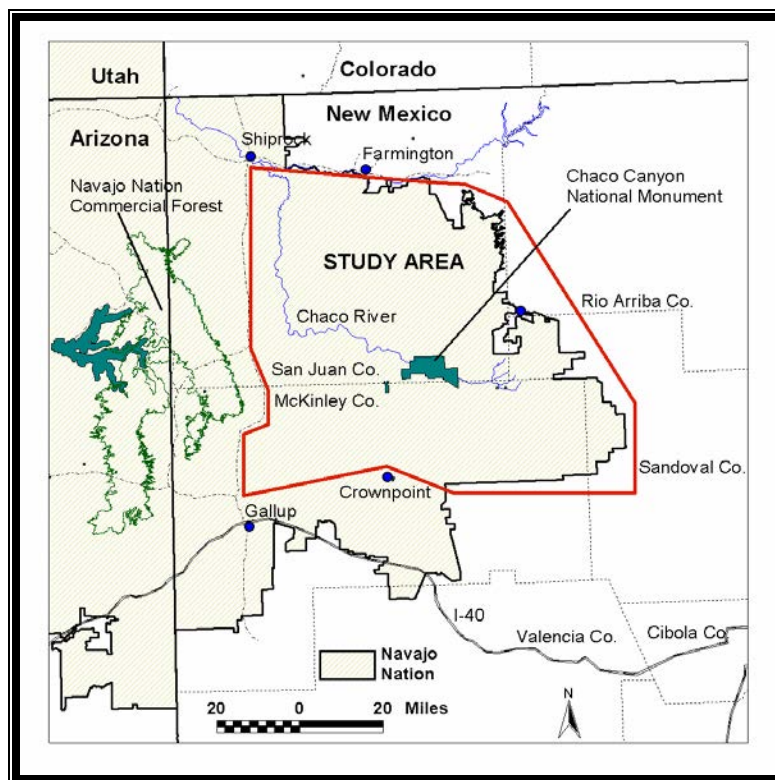 Utah
Colorado
New Mexico
Arizona
Shiprock
Farmington
Chaco Canyon
National Monument
Navajo Nation
Commercial Forest
STUDY AREA
Chaco River
Rio Arriba Co.
San Juan Co.
McKinley Co.
Sandoval Co.
Crownpoint
Gallup
I-40
Valencia Co.
Cibola Co.
Navajo
Nation
20 0 20 Miles
N